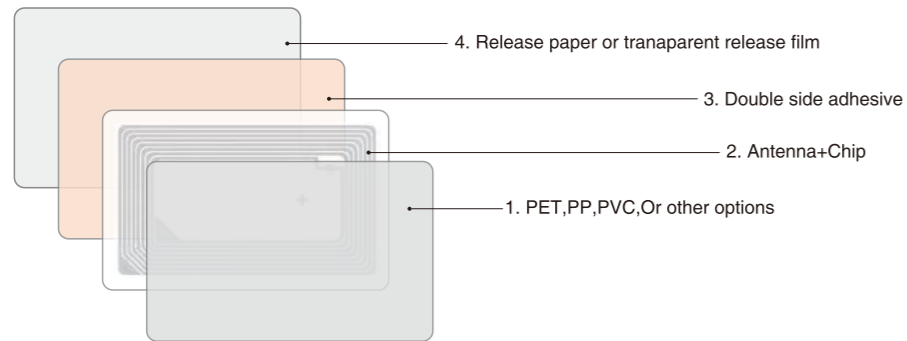 4. Release paper or tranaparent release film
3. Double side adhesive
2. Antenna+Chip
1. PET,PP,PVC,Or other options